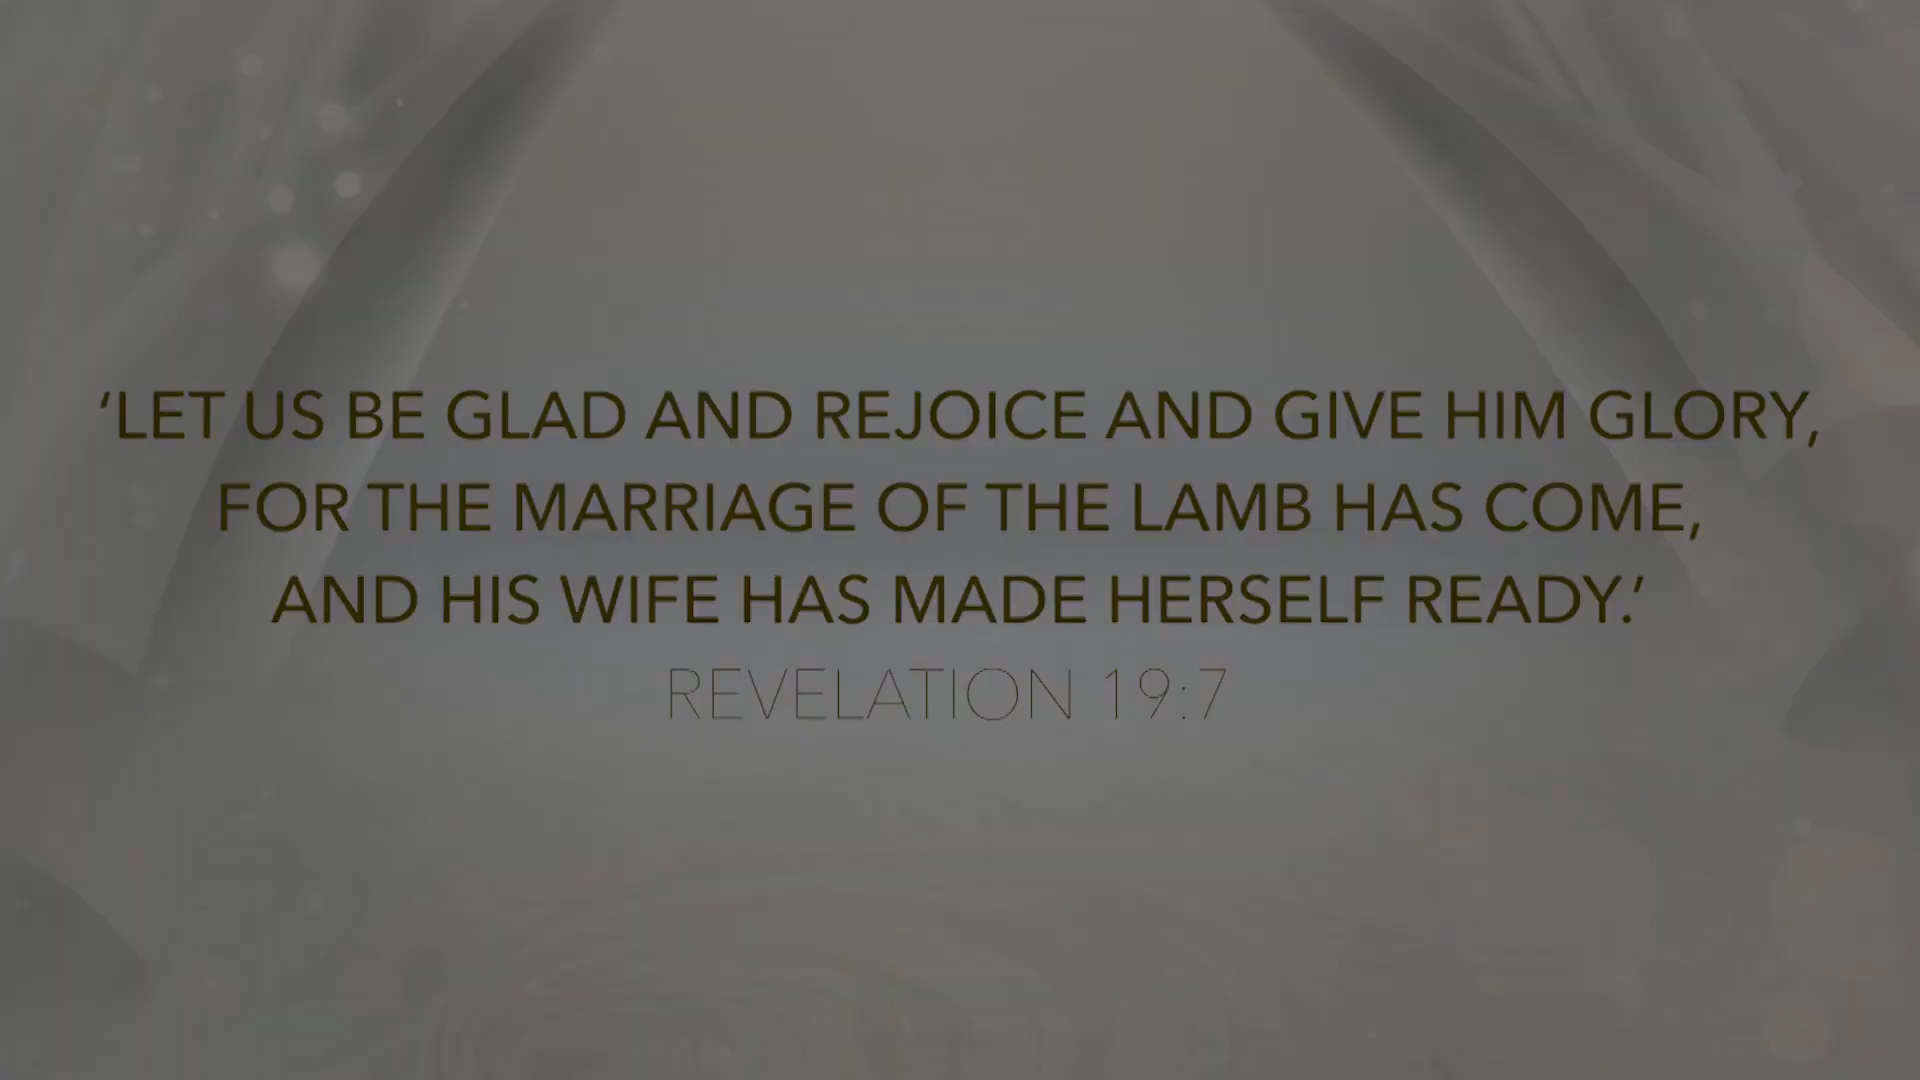 ‘LET US BE GLAD AND REJOICE AND GIVE HIM GLORY,
FOR THE MARRIAGE OF THE LAMB HAS COME,
AND HIS WIFE HAS MADE HERSELF READY.’
REVELATION 19:7